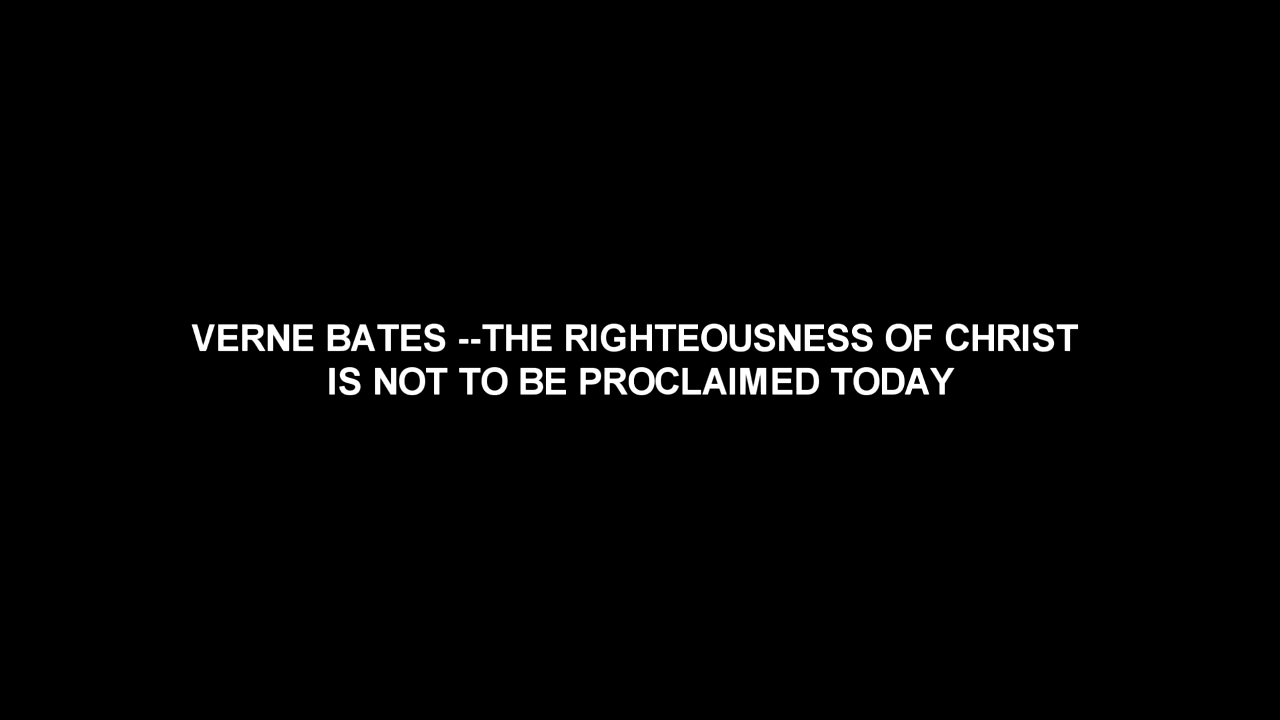 VERNE BATES --THE RIGHTEOUSNESS OF CHRIST
IS NOT TO BE PROCLAIMED TODAY